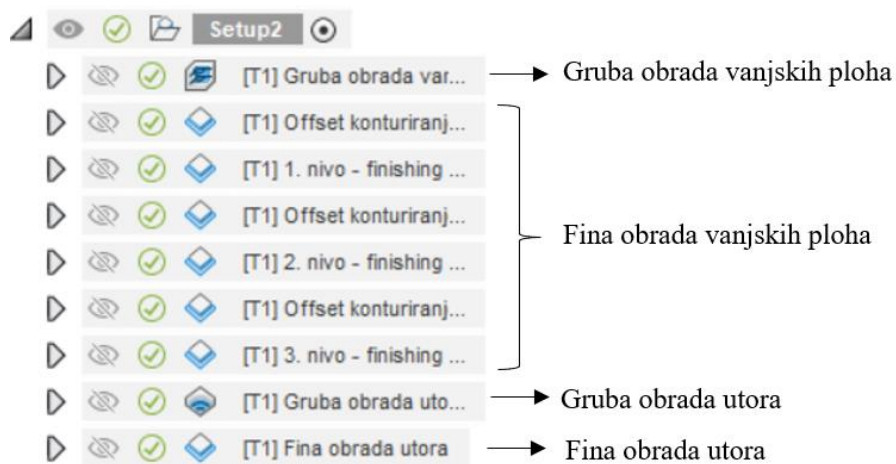 Setup2
[T1] Gruba obrada var... Gruba obrada vanjskih ploha
[T1] Offset konturiranj...
[T1] 1. nivo - finishing ...
[T1] Offset konturiranj...
Fina obrada vanjskih ploha
[T1] 2. nivo - finishing ...
[T1] Offset konturiranj...
[T1] 3. nivo - finishing ...
[T1] Gruba obrada uto... Gruba obrada utora
[T1] Fina obrada utora Fina obrada utora